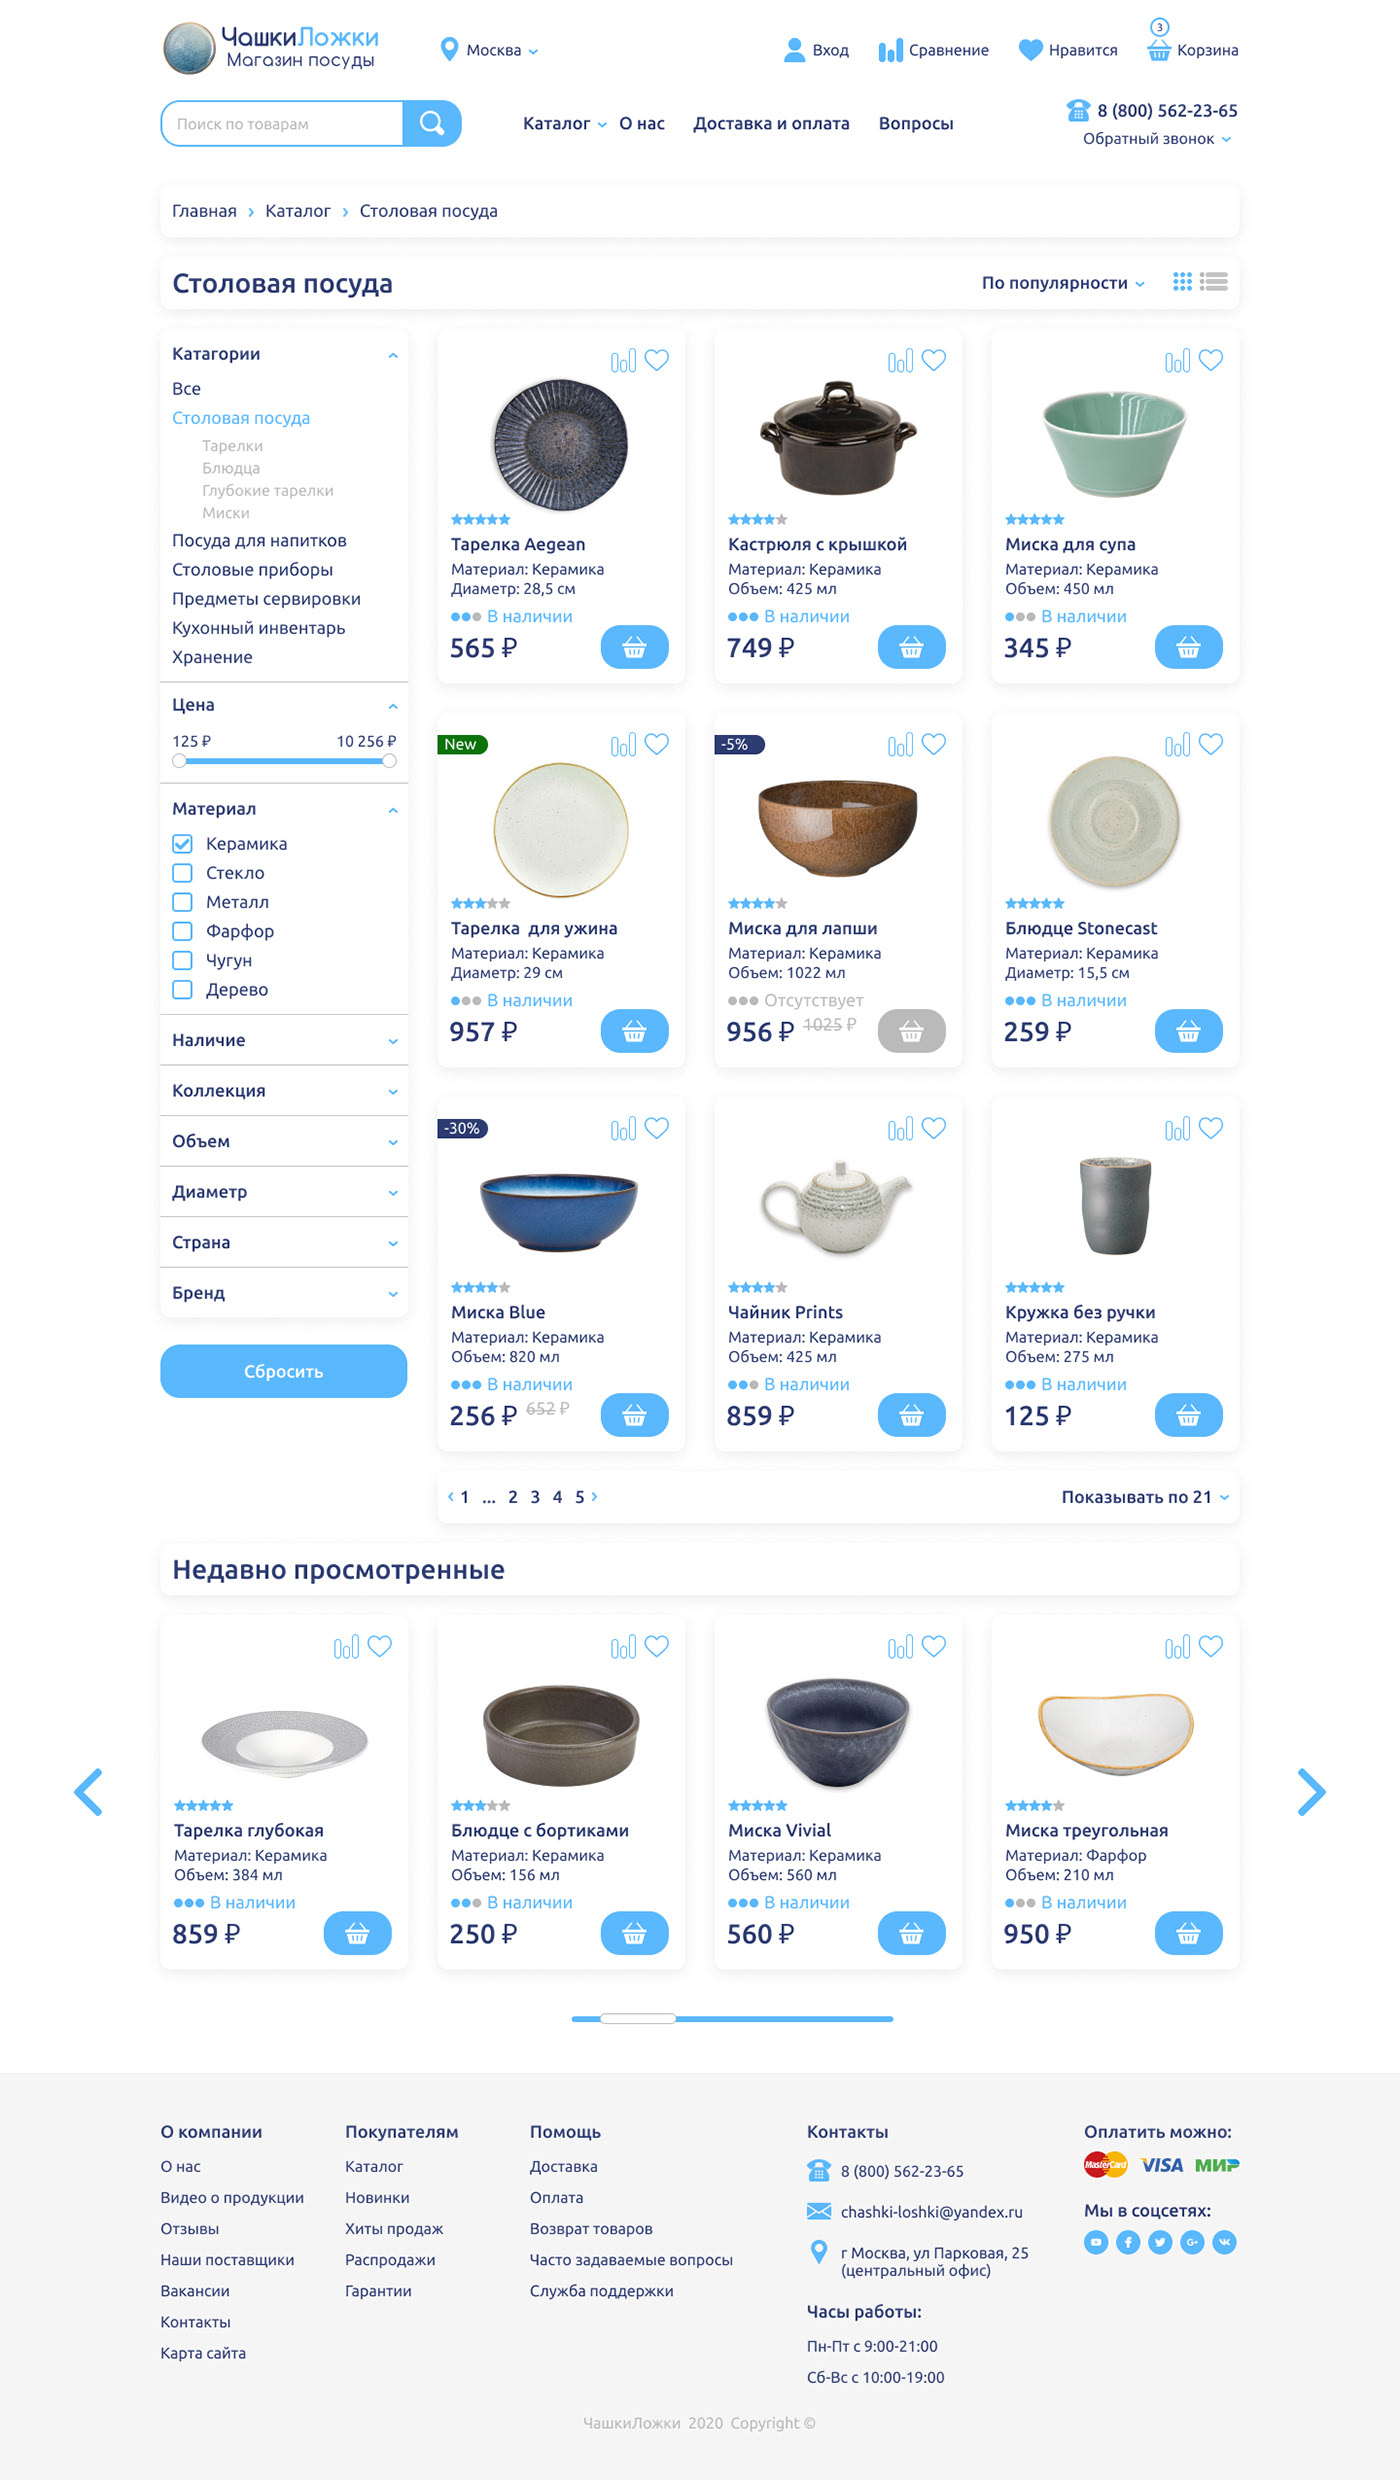 ЧашкиЛожки
Магазин посуды
Москва
Вход
Сравнение
Нравится
3
Корзина
Поиск по товарам
Каталог
О нас
Доставка и оплата
Вопросы
8 (800) 562-23-65
Обратный звонок
Главная › Каталог › Столовая посуда
Столовая посуда
По популярности
Катагории
Все
Столовая посуда
Тарелки
Блюдца
Глубокие тарелки
Миски
Посуда для напитков
Столовые приборы
Предметы сервировки
Кухонный инвентарь
Хранение
Цена
125 ₽ 10 256 ₽
Материал
Керамика
Стекло
Металл
Фарфор
Чугун
Дерево
Наличие
Коллекция
Объем
Диаметр
Страна
Бренд
Сбросить
Тарелка Aegean
Материал: Керамика
Диаметр: 28,5 см
В наличии
565 ₽
Кастрюля с крышкой
Материал: Керамика
Объем: 425 мл
В наличии
749 ₽
Миска для супа
Материал: Керамика
Объем: 450 мл
В наличии
345 ₽
New
Тарелка для ужина
Материал: Керамика
Диаметр: 29 см
В наличии
957 ₽
-5%
Миска для лапши
Материал: Керамика
Объем: 1022 мл
Отсутствует
956 ₽ 1025 ₽
Блюдце Stonecast
Материал: Керамика
Диаметр: 15,5 см
В наличии
259 ₽
-30%
Миска Blue
Материал: Керамика
Объем: 820 мл
В наличии
256 ₽ 652 ₽
Чайник Prints
Материал: Керамика
Объем: 425 мл
В наличии
859 ₽
Кружка без ручки
Материал: Керамика
Объем: 275 мл
В наличии
125 ₽
‹ 1 ... 2 3 4 5 ›
Показывать по 21
Недавно просмотренные
Тарелка глубокая
Материал: Керамика
Объем: 384 мл
В наличии
859 ₽
Блюдце с бортиками
Материал: Керамика
Объем: 156 мл
В наличии
250 ₽
Миска Vivial
Материал: Керамика
Объем: 560 мл
В наличии
560 ₽
Миска треугольная
Материал: Фарфор
Объем: 210 мл
В наличии
950 ₽
О компании
О нас
Видео о продукции
Отзывы
Наши поставщики
Вакансии
Контакты
Карта сайта
Покупателям
Каталог
Новинки
Хиты продаж
Распродажи
Гарантии
Помощь
Доставка
Оплата
Возврат товаров
Часто задаваемые вопросы
Служба поддержки
Контакты
8 (800) 562-23-65
chashki-loshki@yandex.ru
г Москва, ул Парковая, 25
(центральный офис)
Часы работы:
Пн-Пт с 9:00-21:00
Сб-Вс с 10:00-19:00
Оплатить можно:
MasterCard VISA МИР
Мы в соцсетях:
ЧашкиЛожки 2020 Copyright ©